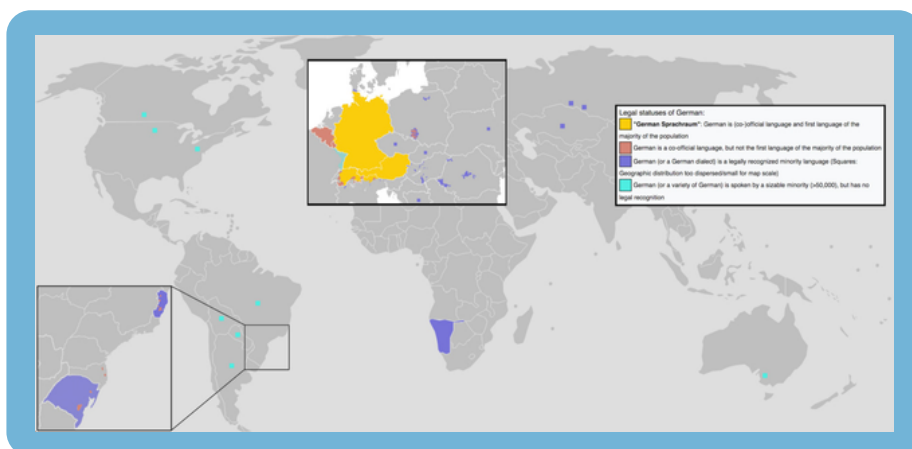 Legal statuses of German:
"German Sprachraum": German is (co-)official language and first language of the
majority of the population
German is a co-official language, but not the first language of the majority of the population
German (or a German dialect) is a legally recognized minority language (Squares:
Geographic distribution too dispersed/small for map scale)
German (or a variety of German) is spoken by a sizable minority (>50,000), but has no
legal recognition